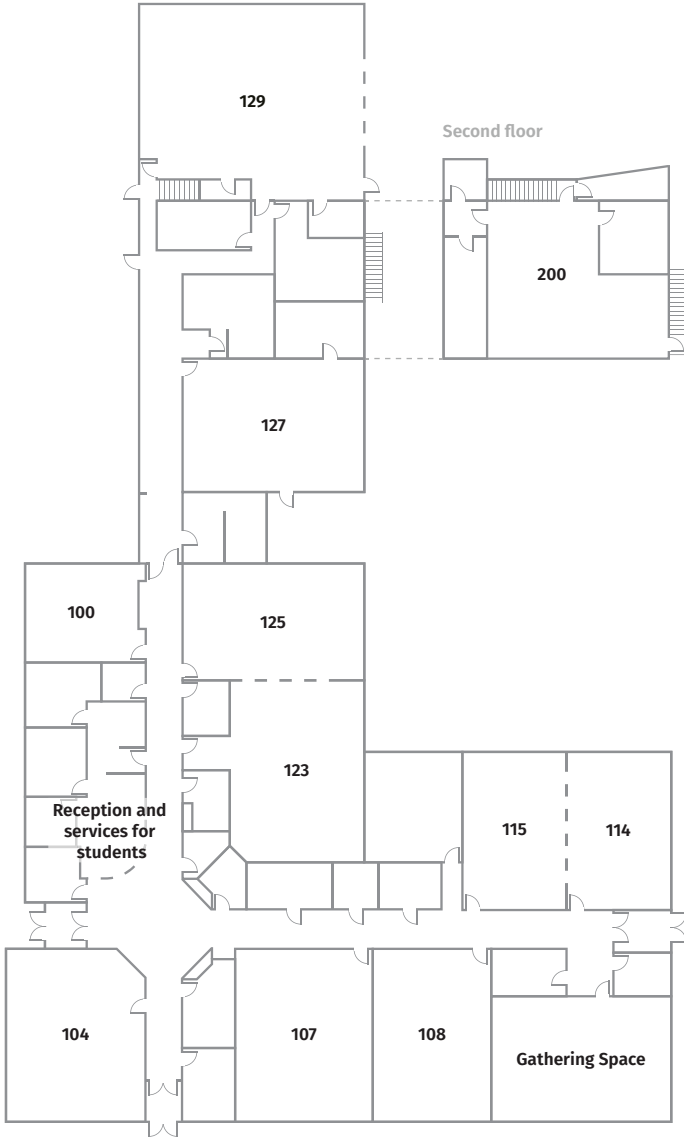 129
Second floor
200
127
100
125
123
Reception and
services for
students
115
114
104
107
108
Gathering Space